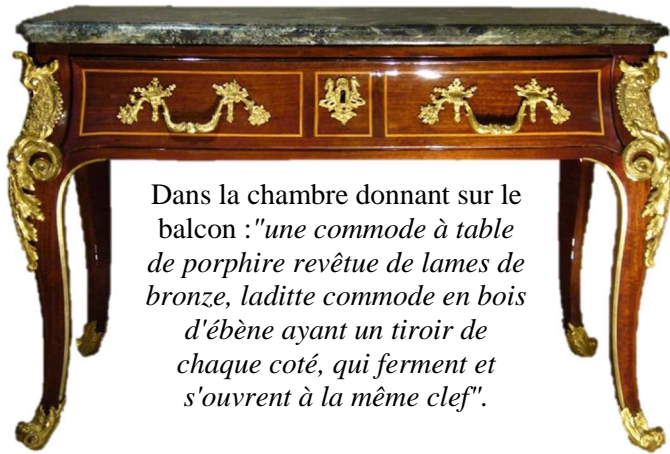 Dans la chambre donnant sur le
balcon :"une commode à table
de porphire revêtue de lames de
bronze, laditte commode en bois
d'ébène ayant un tiroir de
chaque coté, qui ferment et
s'ouvrent à la même clef".